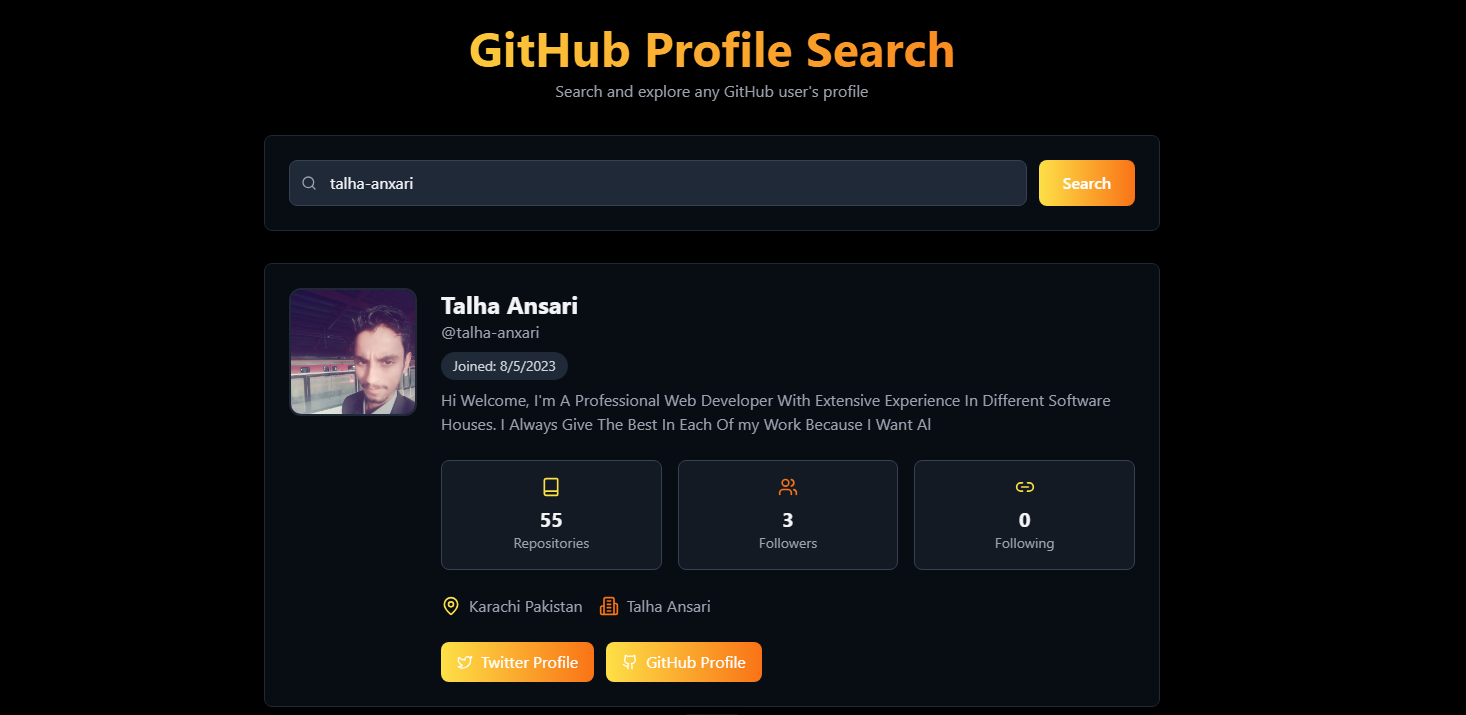 GitHub Profile Search
Search and explore any GitHub user's profile
talha-anxari
Search
Talha Ansari
@talha-anxari
Joined: 8/5/2023
Hi Welcome, I'm A Professional Web Developer With Extensive Experience In Different Software
Houses. I Always Give The Best In Each Of my Work Because I Want Al
55
Repositories
3
Followers
0
Following
Karachi Pakistan
Talha Ansari
Twitter Profile
GitHub Profile